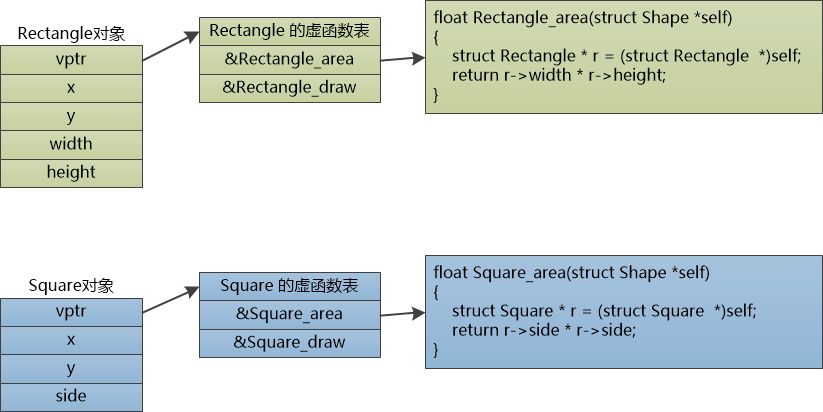 Rectangle对象
vptr
x
y
width
height
Rectangle 的虚函数表
&Rectangle_area
&Rectangle_draw
float Rectangle_area(struct Shape *self)
{
struct Rectangle * r = (struct Rectangle  *)self;
return r->width * r->height;
}
Square对象
vptr
x
y
side
Square 的虚函数表
&Square_area
&Square_draw
float Square_area(struct Shape *self)
{
struct Square * r = (struct Square  *)self;
return r->side * r->side;
}